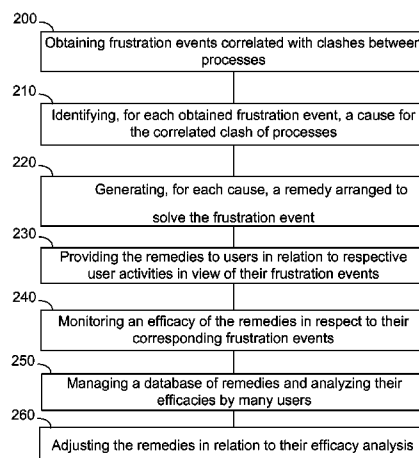 200
Obtaining frustration events correlated with clashes between
processes
210
Identifying, for each obtained frustration event, a cause for
the correlated clash of processes
220
Generating, for each cause, a remedy arranged to
solve the frustration event
230
Providing the remedies to users in relation to respective
user activities in view of their frustration events
240
Monitoring an efficacy of the remedies in respect to their
corresponding frustration events
250
Managing a database of remedies and analyzing their
efficacies by many users
260
Adjusting the remedies in relation to their efficacy analysis